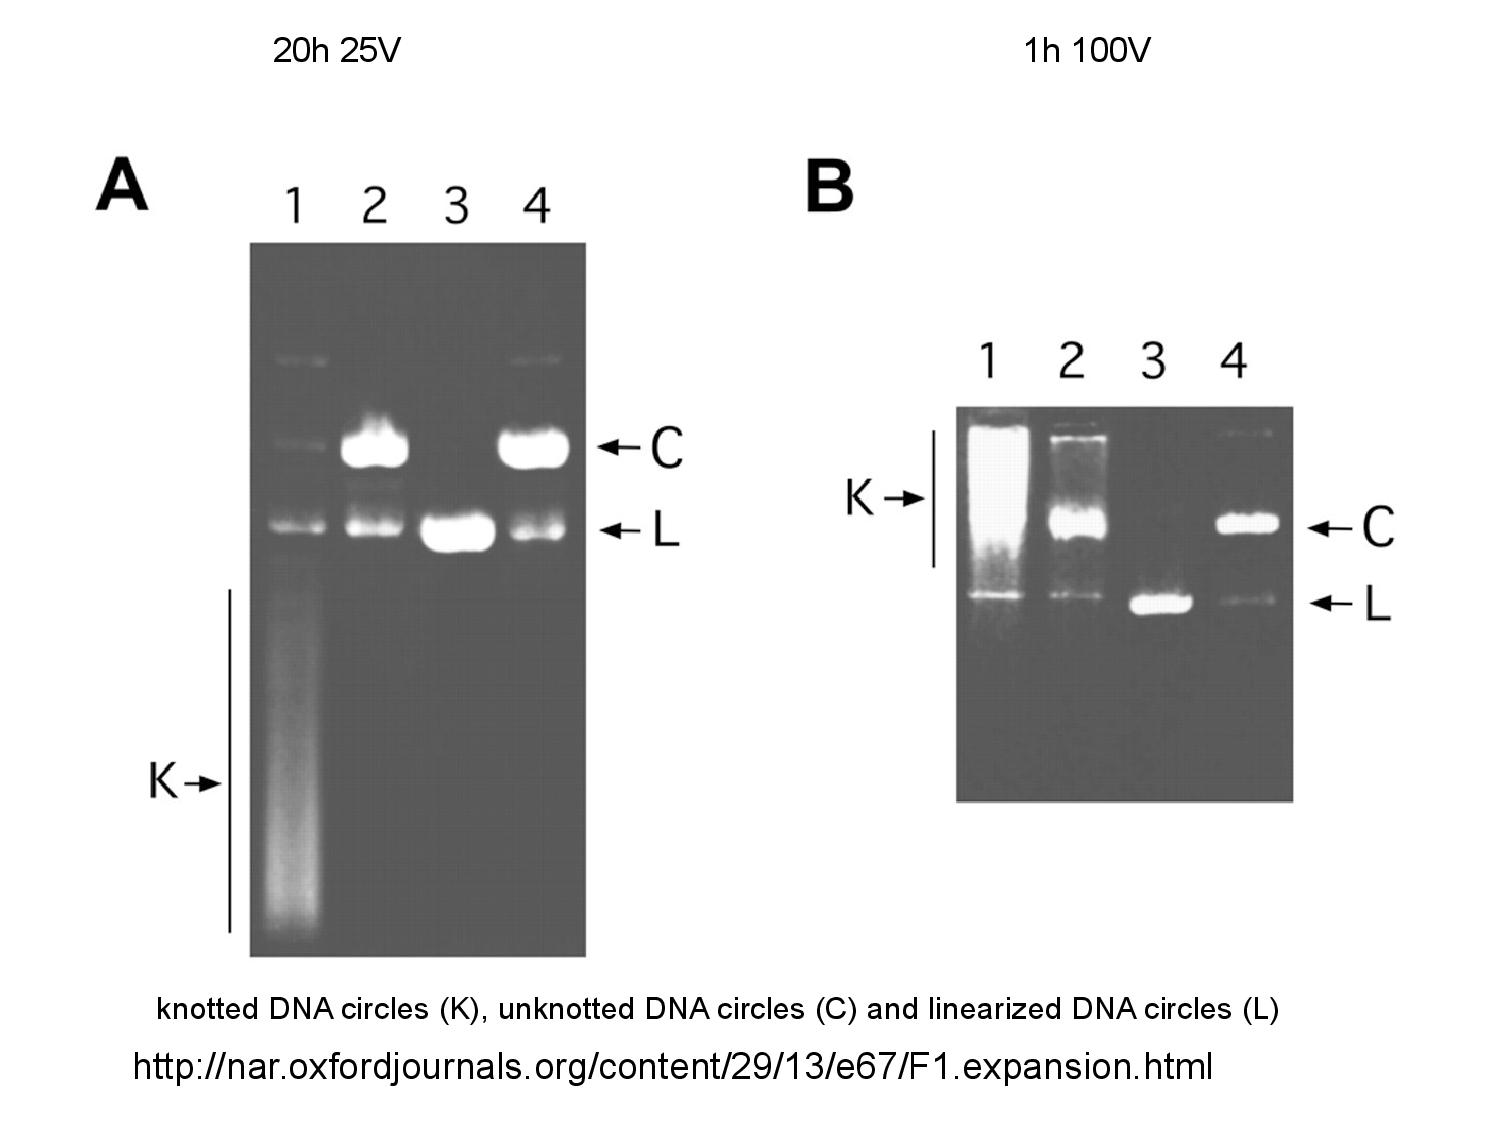 20h 25V
1h 100V
A
1 2 3 4
C
L
K
B
1 2 3 4
K
C
L
knotted DNA circles (K), unknotted DNA circles (C) and linearized DNA circles (L)
http://nar.oxfordjournals.org/content/29/13/e67/F1.expansion.html